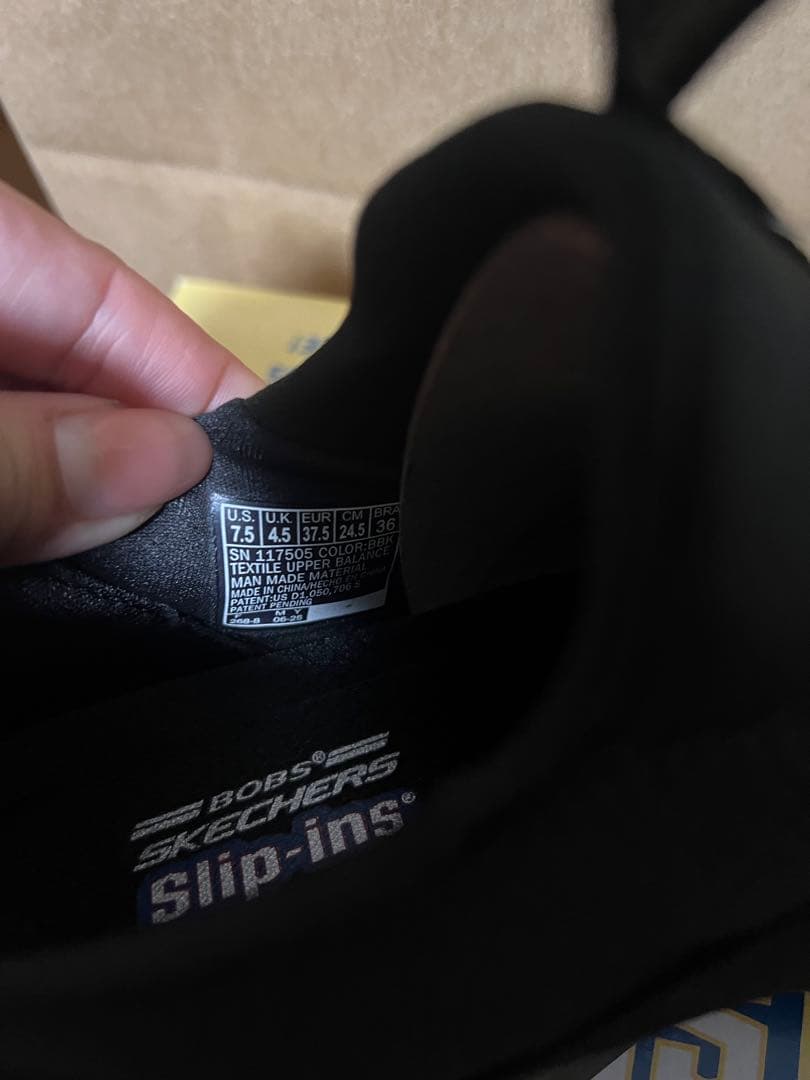 U.S. U.K. EUR CM BRA
7.5 4.5 37.5 24.5 36
SN 117505 COLOR:BBK
TEXTILE UPPER BALANCE
MAN MADE MATERIAL
MADE IN CHINA/HECHO EN CHINA
PATENT:US D1,050,706 S
PATENT PENDING
F M Y
268-8 06-25
BOBS®
SKECHERS
Slip-ins®